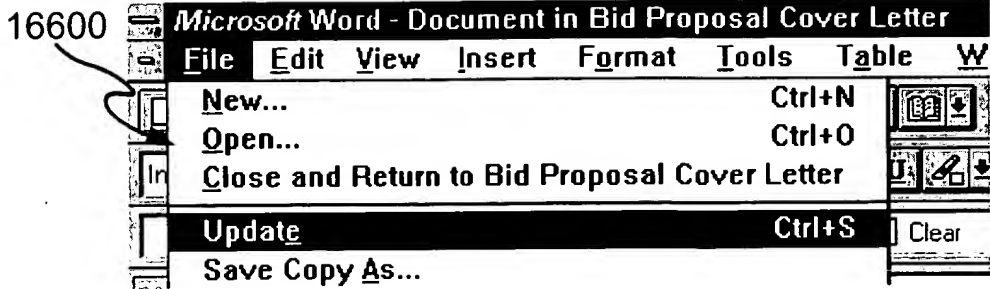 16600
Microsoft Word - Document in Bid Proposal Cover Letter
File Edit View Insert Format Tools Table W
New... Ctrl+N
Open... Ctrl+O
In Close and Return to Bid Proposal Cover Letter U
Update Ctrl+S Clear
Save Copy As...